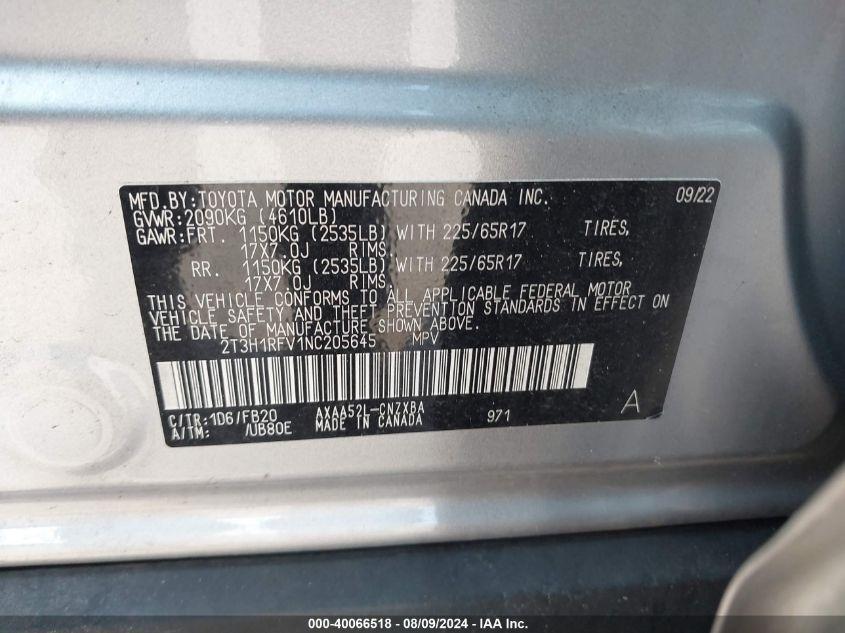 MFD.BY:TOYOTA MOTOR MANUFACTURING CANADA INC. 09/22
GVWR:2090KG (4610LB)
GAWR:FRT. 1150KG (2535LB) WITH 225/65R17 TIRES,
17X7.0J RIMS.
RR. 1150KG (2535LB) WITH 225/65R17 TIRES,
17X7.0J RIMS.
THIS VEHICLE CONFORMS TO ALL APPLICABLE FEDERAL MOTOR
VEHICLE SAFETY AND THEFT PREVENTION STANDARDS IN EFFECT ON
THE DATE OF MANUFACTURE SHOWN ABOVE.
2T3H1RFV1NC205645 MPV
C/TR:1D6/FB20 AXAA52L-CNZXBA 971 A
A/TM: /UB80E MADE IN CANADA
000-40066518 - 08/09/2024 - IAA Inc.